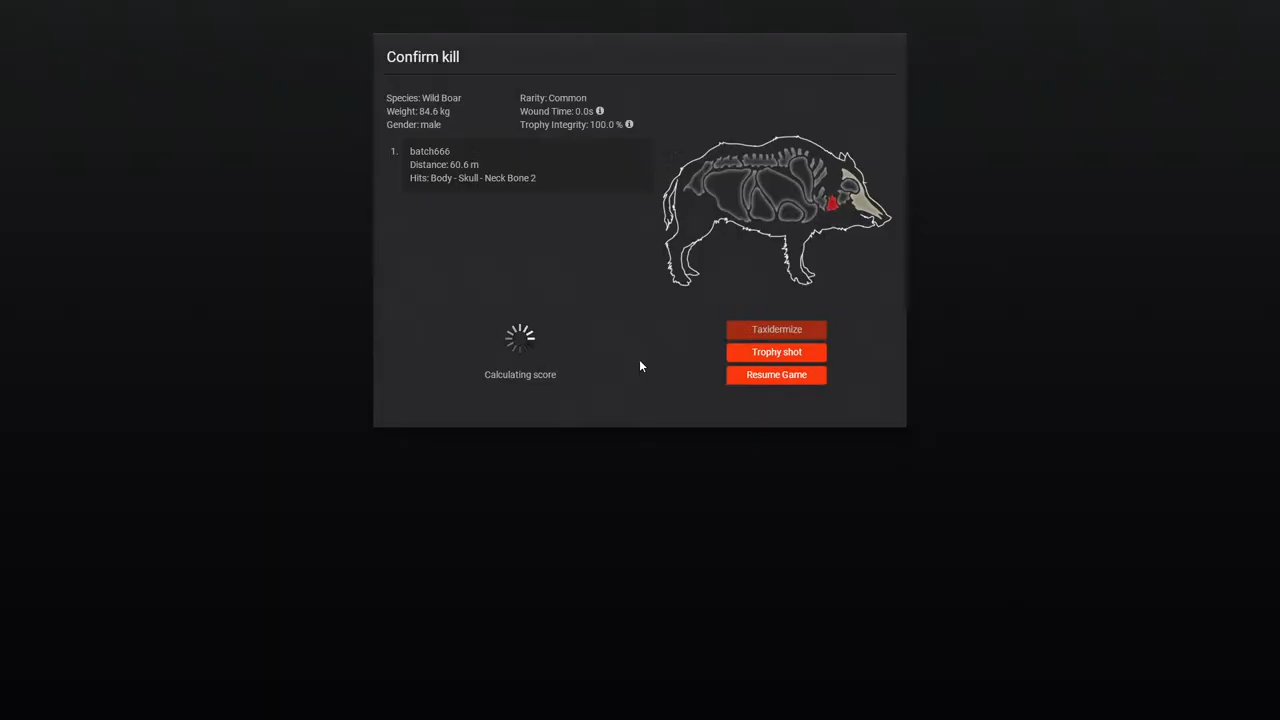 Confirm kill
Species: Wild Boar
Rarity: Common
Weight: 84.6 kg
Wound Time: 0.0s
Gender: male
Trophy Integrity: 100.0 %
1. batch666
Distance: 60.6 m
Hits: Body - Skull - Neck Bone 2
Taxidermize
Trophy shot
Calculating score
Resume Game